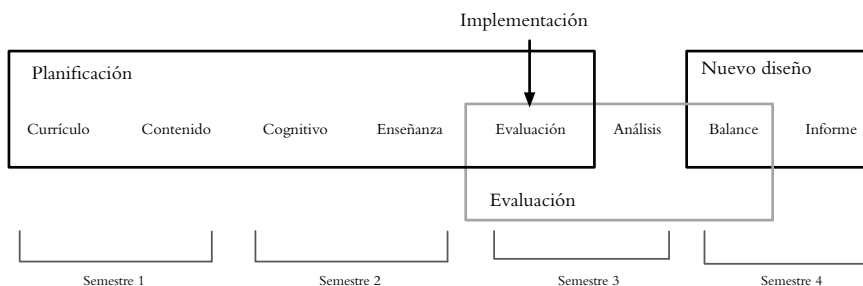 Implementación
Planificación
Nuevo diseño
Currículo Contenido Cognitivo Enseñanza Evaluación Análisis Balance Informe
Evaluación
Semestre 1 Semestre 2 Semestre 3 Semestre 4